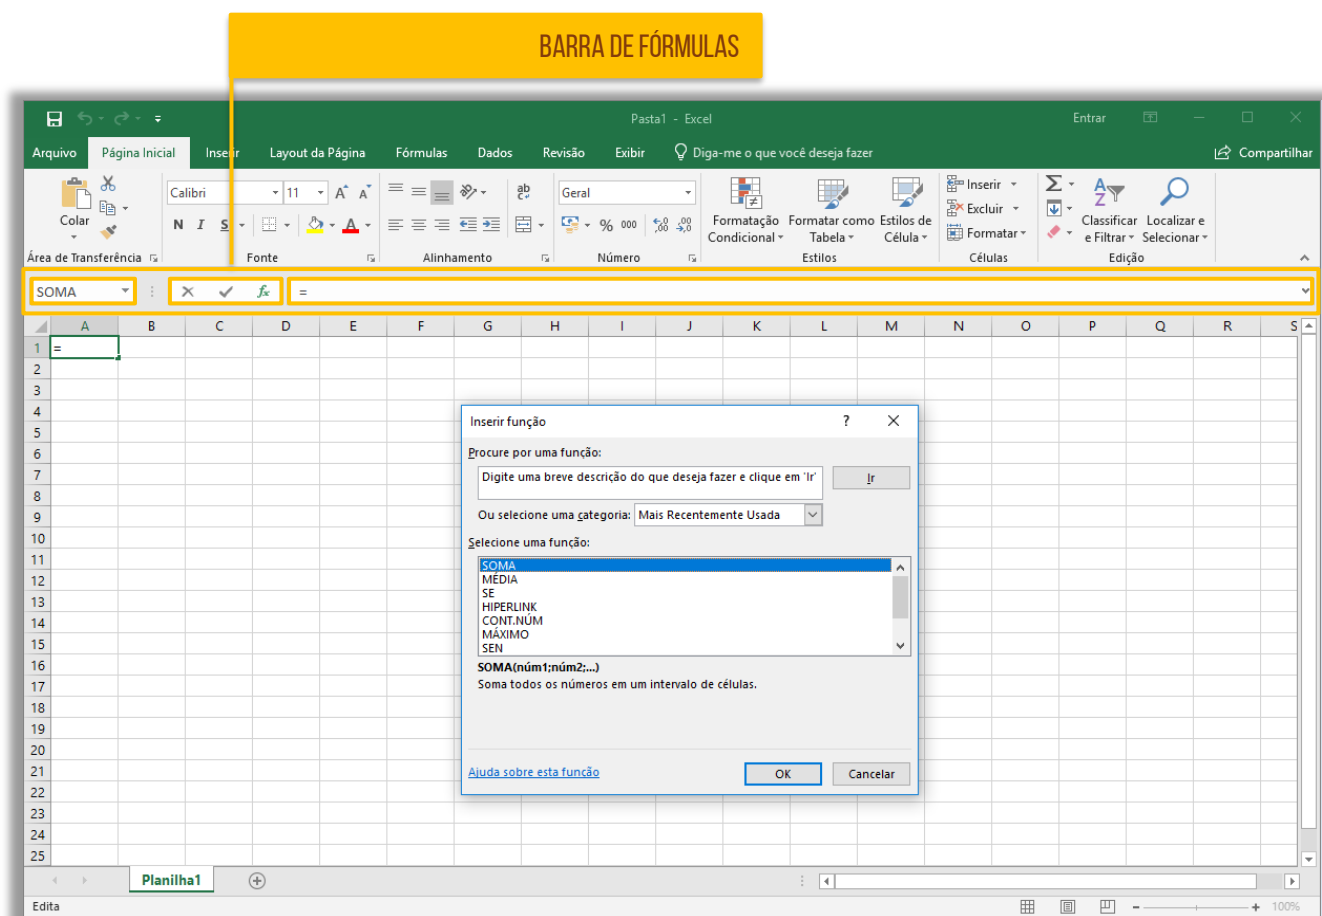 BARRA DE FÓRMULAS
Pasta1 - Excel
Entrar
Arquivo Página Inicial Inserir Layout da Página Fórmulas Dados Revisão Exibir Diga-me o que você deseja fazer Compartilhar
Colar
Calibri 11
N I S
A A
A
ab
Geral
% 000
Formatação Condicional
Formatar como Tabela
Estilos de Célula
Inserir
Excluir
Formatar
Classificar e Filtrar
Localizar e Selecionar
Área de Transferência Fonte Alinhamento Número Estilos Células Edição
SOMA fx =
A B C D E F G H I J K L M N O P Q R S
1 =
2
3
4
5
6
7
8
9
10
11
12
13
14
15
16
17
18
19
20
21
22
23
24
25
Inserir função ?
Procure por uma função:
Digite uma breve descrição do que deseja fazer e clique em 'Ir'
Ir
Ou selecione uma categoria: Mais Recentemente Usada
Selecione uma função:
SOMA
MÉDIA
SE
HIPERLINK
CONT.NÚM
MÁXIMO
SEN
SOMA(núm1;núm2;...)
Soma todos os números em um intervalo de células.
Ajuda sobre esta função OK Cancelar
Planilha1
Edita 100%